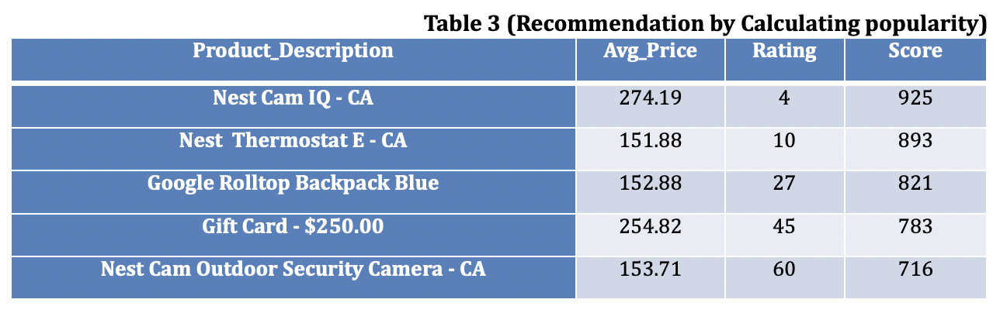 Table 3 (Recommendation by Calculating popularity)
Product_Description Avg_Price Rating Score
Nest Cam IQ - CA 274.19 4 925
Nest Thermostat E - CA 151.88 10 893
Google Rolltop Backpack Blue 152.88 27 821
Gift Card - $250.00 254.82 45 783
Nest Cam Outdoor Security Camera - CA 153.71 60 716